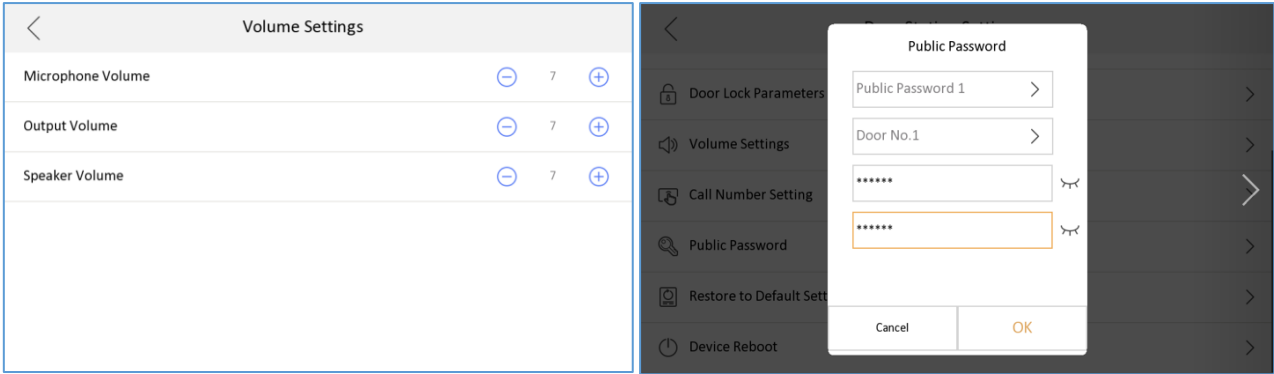 Volume Settings
Microphone Volume
7
Output Volume
7
Speaker Volume
7
Public Password
Public Password 1
Door No.1
******
******
Cancel
OK
Door Lock Parameters
Volume Settings
Call Number Setting
Public Password
Restore to Default Sett
Device Reboot